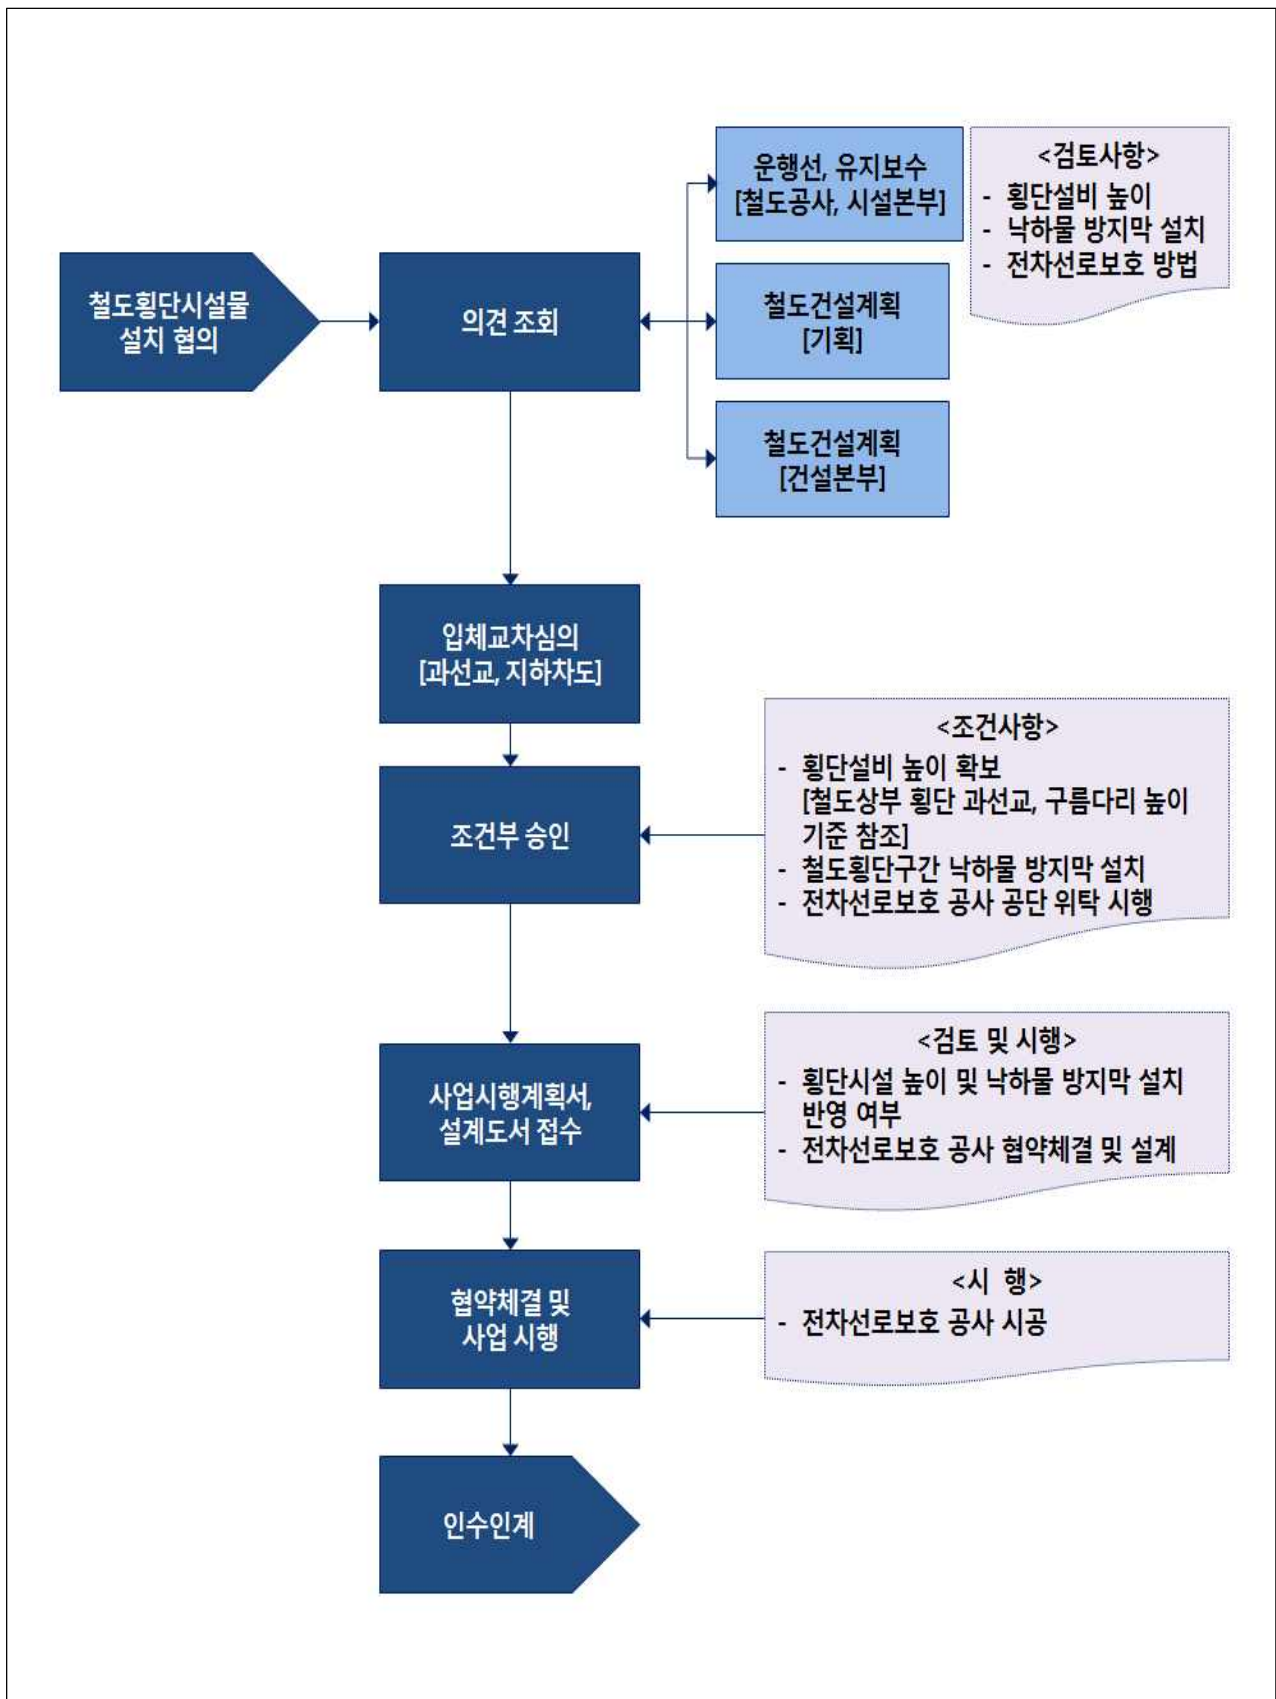 운행선, 유지보수
[철도공사, 시설본부]
<검토사항>
- 횡단설비 높이
- 낙하물 방지막 설치
- 전차선로보호 방법
철도횡단시설물
설치 협의
의견 조회
철도건설계획
[기획]
철도건설계획
[건설본부]
입체교차심의
[과선교, 지하차도]
조건부 승인
<조건사항>
- 횡단설비 높이 확보
[철도상부 횡단 과선교, 구름다리 높이
기준 참조]
- 철도횡단구간 낙하물 방지막 설치
- 전차선로보호 공사 공단 위탁 시행
사업시행계획서,
설계도서 접수
<검토 및 시행>
- 횡단시설 높이 및 낙하물 방지막 설치
반영 여부
- 전차선로보호 공사 협약체결 및 설계
협약체결 및
사업 시행
<시 행>
- 전차선로보호 공사 시공
인수인계